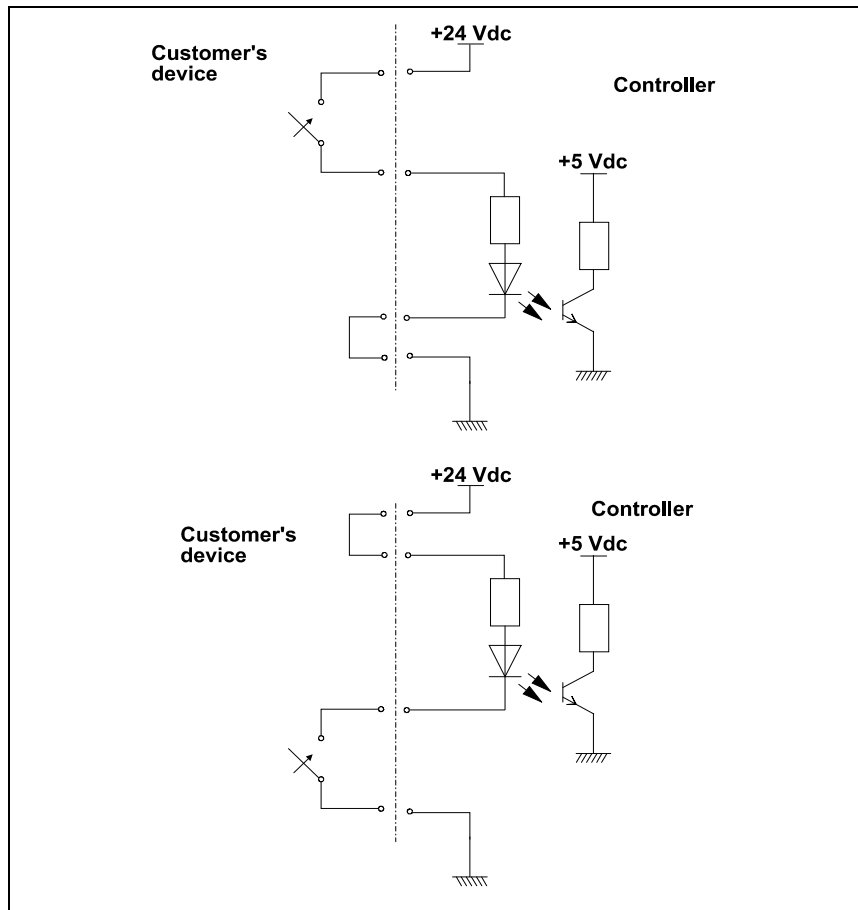 +24 Vdc
Customer's
device
Controller
+5 Vdc
+24 Vdc
Controller
Customer's
device
+5 Vdc